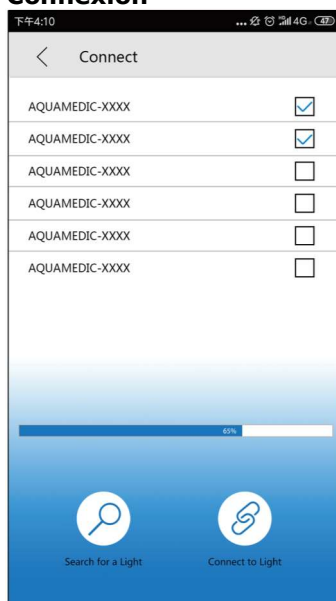 Connexion
下午4:10 ... 4G 47
Connect
AQUAMEDIC-XXXX
AQUAMEDIC-XXXX
AQUAMEDIC-XXXX
AQUAMEDIC-XXXX
AQUAMEDIC-XXXX
AQUAMEDIC-XXXX
65%
Search for a Light Connect to Light